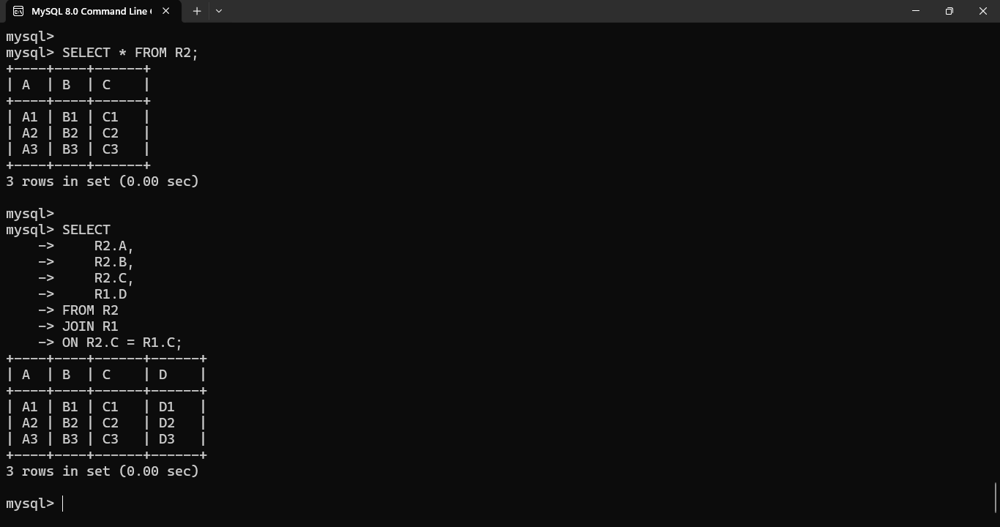 MySQL 8.0 Command Line
mysql>
mysql> SELECT * FROM R2;
+----+----+------+
| A  | B  | C    |
+----+----+------+
| A1 | B1 | C1   |
| A2 | B2 | C2   |
| A3 | B3 | C3   |
+----+----+------+
3 rows in set (0.00 sec)
mysql>
mysql> SELECT
    ->     R2.A,
    ->     R2.B,
    ->     R2.C,
    ->     R1.D
    -> FROM R2
    -> JOIN R1
    -> ON R2.C = R1.C;
+----+----+------+------+
| A  | B  | C    | D    |
+----+----+------+------+
| A1 | B1 | C1   | D1   |
| A2 | B2 | C2   | D2   |
| A3 | B3 | C3   | D3   |
+----+----+------+------+
3 rows in set (0.00 sec)
mysql>